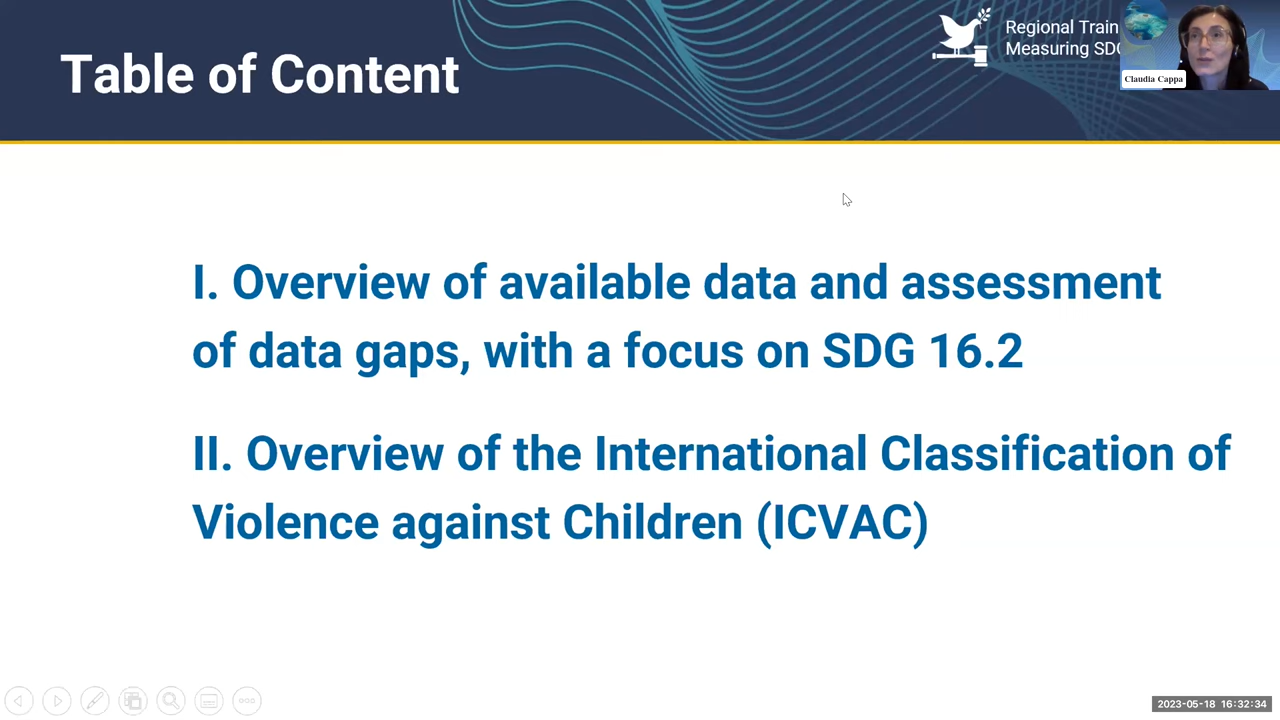 Table of Content
Regional Train
Measuring SD
Claudia Cappa
I. Overview of available data and assessment
of data gaps, with a focus on SDG 16.2
II. Overview of the International Classification of
Violence against Children (ICVAC)
2023-05-18 16:32:34